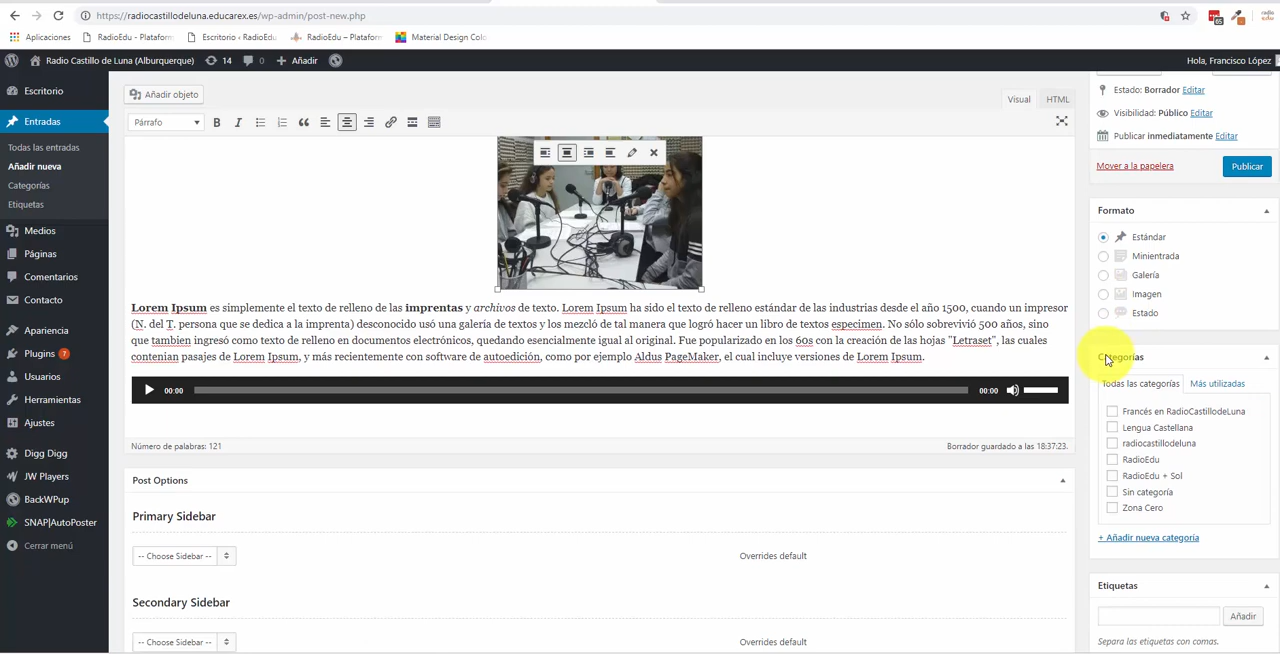 https://radiocastillodeluna.educarex.es/wp-admin/post-new.php
Aplicaciones
RadioEdu - Plataform
Escritorio ‹ RadioEdu
RadioEdu – Plataform
Material Design Colo
Radio Castillo de Luna (Alburquerque)
14
0
Añadir
Hola, Francisco López
Escritorio
Entradas
Todas las entradas
Añadir nueva
Categorías
Etiquetas
Medios
Páginas
Comentarios
Contacto
Apariencia
Plugins 7
Usuarios
Herramientas
Ajustes
Digg Digg
JW Players
BackWPup
SNAP|AutoPoster
Cerrar menú
Añadir objeto
Visual
HTML
Párrafo
B I
Lorem Ipsum es simplemente el texto de relleno de las imprentas y archivos de texto. Lorem Ipsum ha sido el texto de relleno estándar de las industrias desde el año 1500, cuando un impresor
(N. del T. persona que se dedica a la imprenta) desconocido usó una galería de textos y los mezcló de tal manera que logró hacer un libro de textos especimen. No sólo sobrevivió 500 años, sino
que tambien ingresó como texto de relleno en documentos electrónicos, quedando esencialmente igual al original. Fue popularizado en los 60s con la creación de las hojas "Letraset", las cuales
contenian pasajes de Lorem Ipsum, y más recientemente con software de autoedición, como por ejemplo Aldus PageMaker, el cual incluye versiones de Lorem Ipsum.
00:00
00:00
Número de palabras: 121
Borrador guardado a las 18:37:23.
Post Options
Primary Sidebar
-- Choose Sidebar --
Overrides default
Secondary Sidebar
-- Choose Sidebar --
Overrides default
Estado: Borrador Editar
Visibilidad: Público Editar
Publicar inmediatamente Editar
Mover a la papelera
Publicar
Formato
Estándar
Minientrada
Galería
Imagen
Estado
Categorías
Todas las categorías
Más utilizadas
Francés en RadioCastillodeLuna
Lengua Castellana
radiocastillodeluna
RadioEdu
RadioEdu + Sol
Sin categoría
Zona Cero
+ Añadir nueva categoría
Etiquetas
Añadir
Separa las etiquetas con comas.